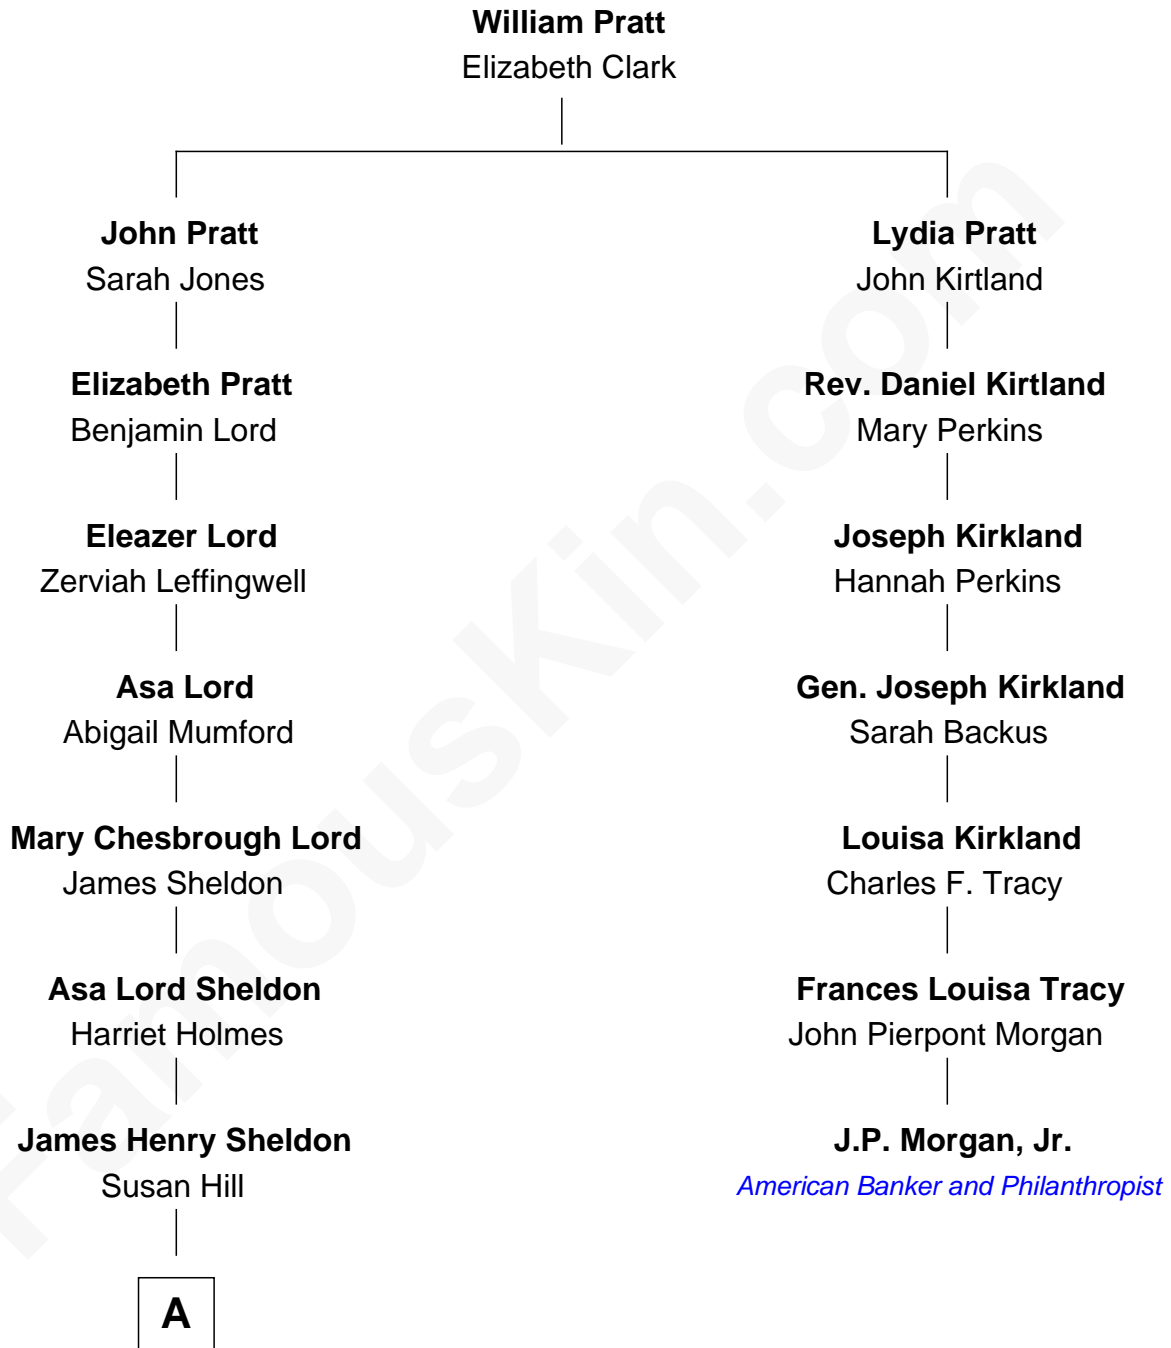 William Pratt
Elizabeth Clark
John Pratt
Sarah Jones
Elizabeth Pratt
Benjamin Lord
Eleazer Lord
Zerviah Leffingwell
Asa Lord
Abigail Mumford
Mary Chesbrough Lord
James Sheldon
Asa Lord Sheldon
Harriet Holmes
James Henry Sheldon
Susan Hill
A
Lydia Pratt
John Kirtland
Rev. Daniel Kirtland
Mary Perkins
Joseph Kirkland
Hannah Perkins
Gen. Joseph Kirkland
Sarah Backus
Louisa Kirkland
Charles F. Tracy
Frances Louisa Tracy
John Pierpont Morgan
J.P. Morgan, Jr.
American Banker and Philanthropist
FamousKin.com